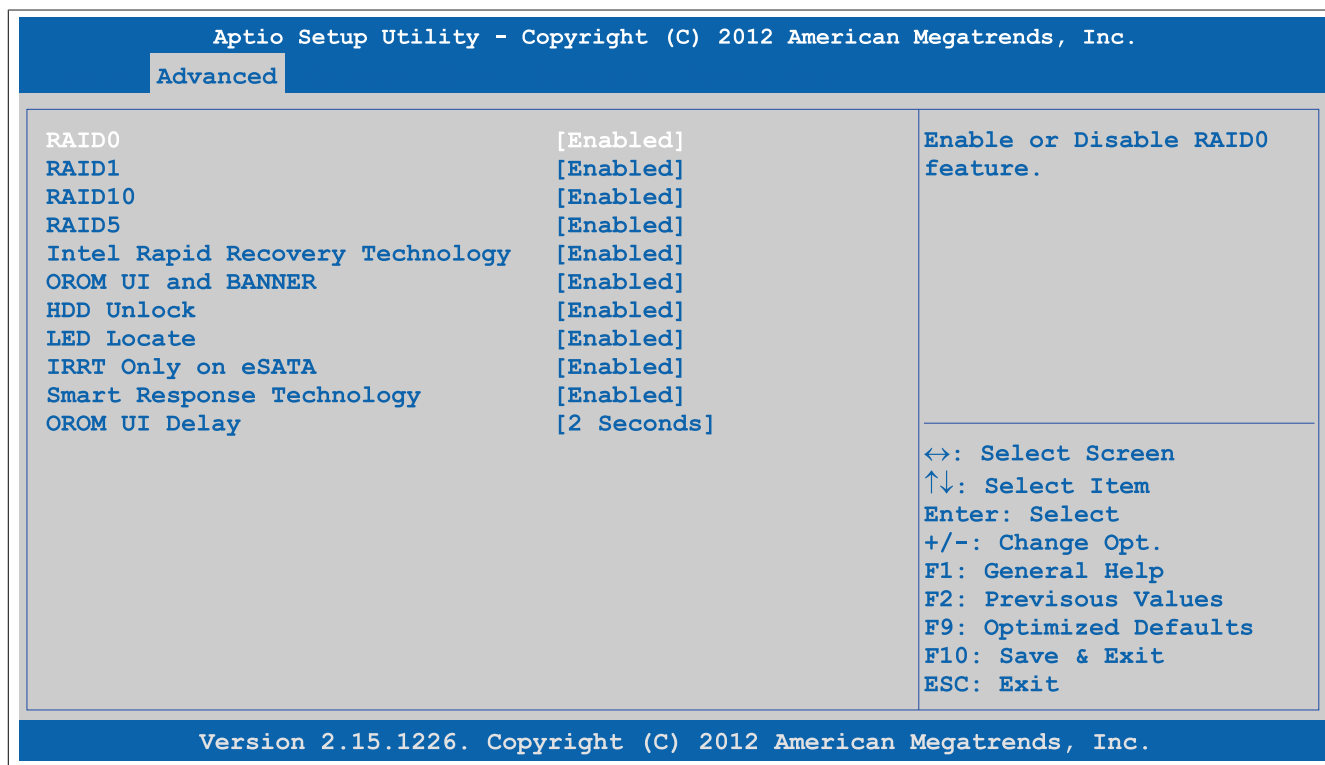 Aptio Setup Utility - Copyright (C) 2012 American Megatrends, Inc.
Advanced
RAID0 [Enabled]
RAID1 [Enabled]
RAID10 [Enabled]
RAID5 [Enabled]
Intel Rapid Recovery Technology [Enabled]
OROM UI and BANNER [Enabled]
HDD Unlock [Enabled]
LED Locate [Enabled]
IRRT Only on eSATA [Enabled]
Smart Response Technology [Enabled]
OROM UI Delay [2 Seconds]
Enable or Disable RAID0
feature.
↔: Select Screen
↑↓: Select Item
Enter: Select
+/-: Change Opt.
F1: General Help
F2: Previsous Values
F9: Optimized Defaults
F10: Save & Exit
ESC: Exit
Version 2.15.1226. Copyright (C) 2012 American Megatrends, Inc.